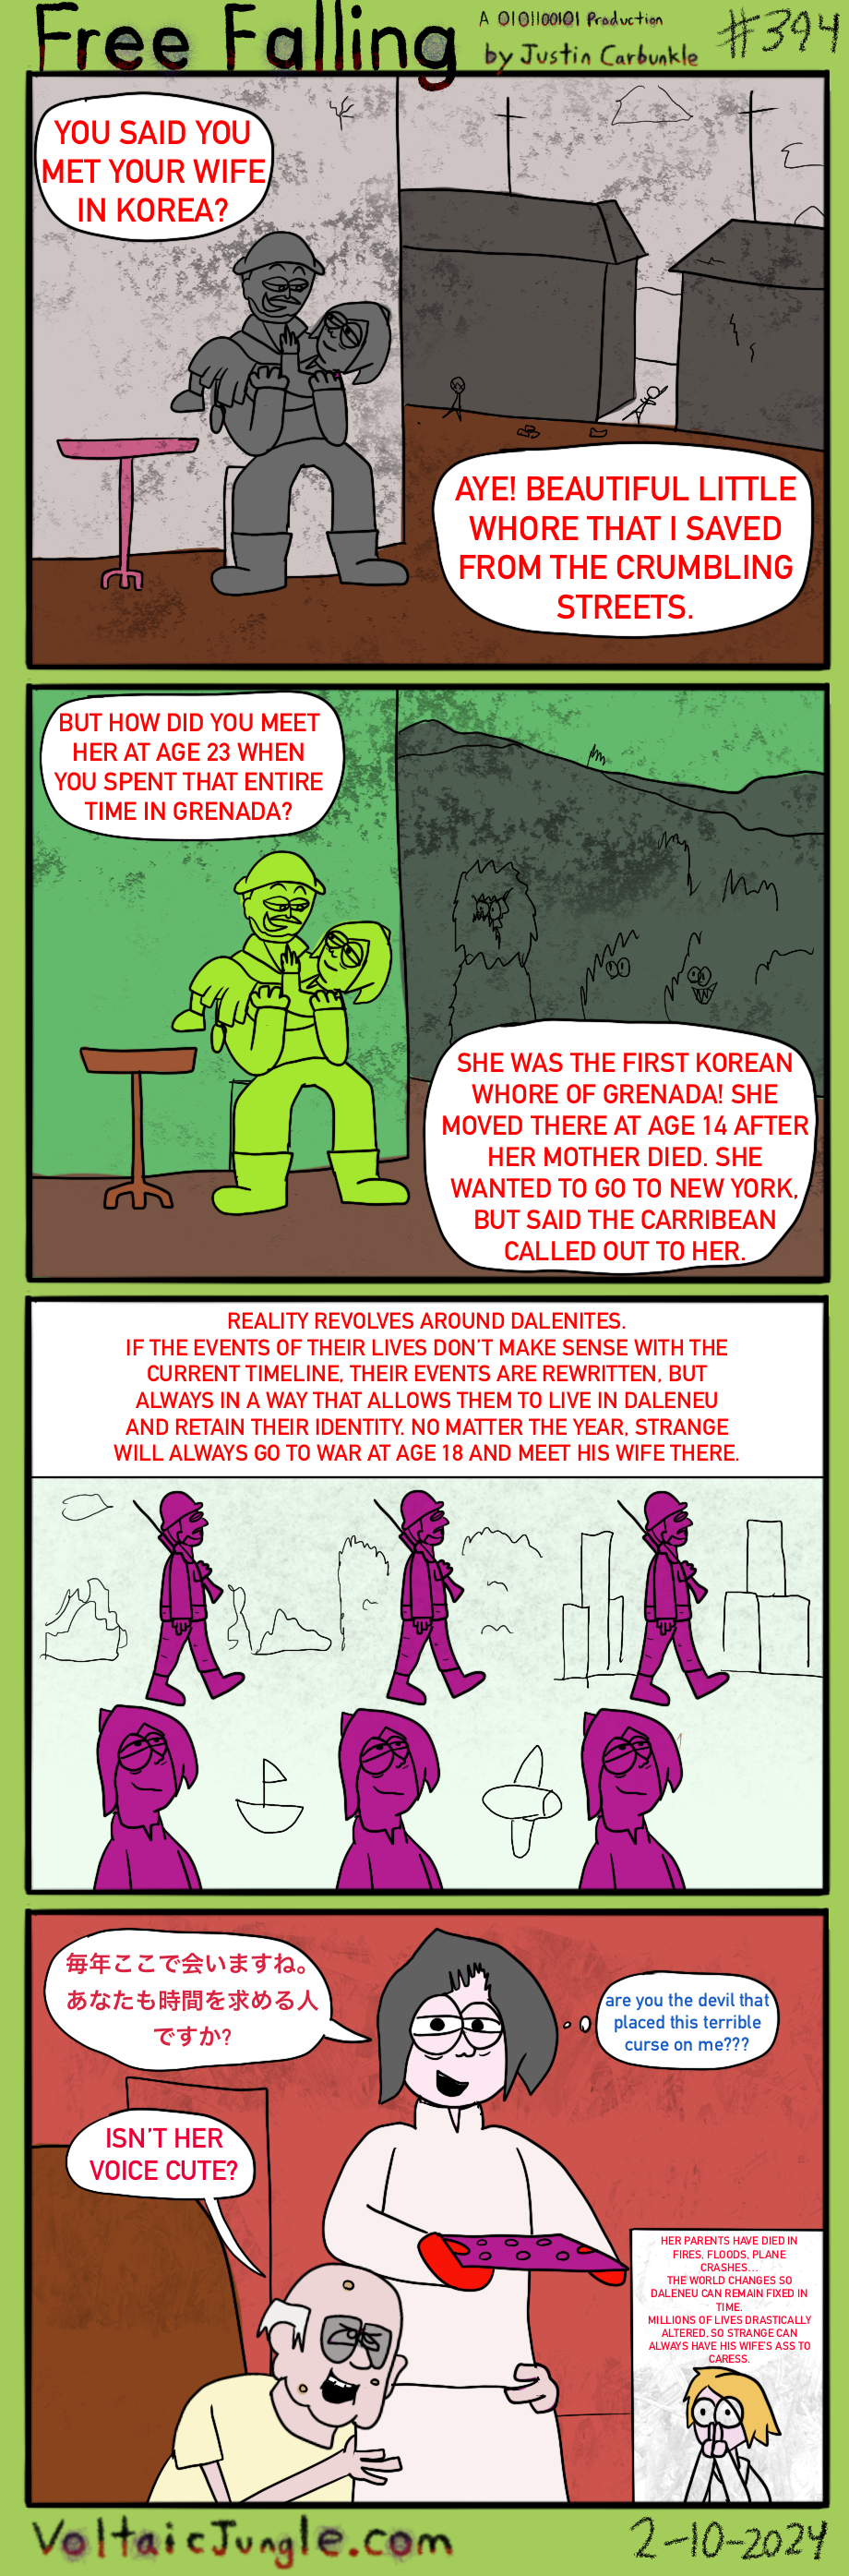 Free Falling
A 0101100101 Production
by Justin Carbunkle
#394
YOU SAID YOU
MET YOUR WIFE
IN KOREA?
AYE! BEAUTIFUL LITTLE
WHORE THAT I SAVED
FROM THE CRUMBLING
STREETS.
BUT HOW DID YOU MEET
HER AT AGE 23 WHEN
YOU SPENT THAT ENTIRE
TIME IN GRENADA?
SHE WAS THE FIRST KOREAN
WHORE OF GRENADA! SHE
MOVED THERE AT AGE 14 AFTER
HER MOTHER DIED. SHE
WANTED TO GO TO NEW YORK,
BUT SAID THE CARRIBEAN
CALLED OUT TO HER.
REALITY REVOLVES AROUND DALENITES.
IF THE EVENTS OF THEIR LIVES DON'T MAKE SENSE WITH THE
CURRENT TIMELINE, THEIR EVENTS ARE REWRITTEN, BUT
ALWAYS IN A WAY THAT ALLOWS THEM TO LIVE IN DALENEU
AND RETAIN THEIR IDENTITY. NO MATTER THE YEAR, STRANGE
WILL ALWAYS GO TO WAR AT AGE 18 AND MEET HIS WIFE THERE.
毎年ここで会いますね。
あなたも時間を求める人
ですか?
are you the devil that
placed this terrible
curse on me???
ISN'T HER
VOICE CUTE?
HER PARENTS HAVE DIED IN
FIRES, FLOODS, PLANE
CRASHES...
THE WORLD CHANGES SO
DALENEU CAN REMAIN FIXED IN
TIME.
MILLIONS OF LIVES DRASTICALLY
ALTERED, SO STRANGE CAN
ALWAYS HAVE HIS WIFE'S ASS TO
CARESS.
VoltaicJungle.com
2-10-2024